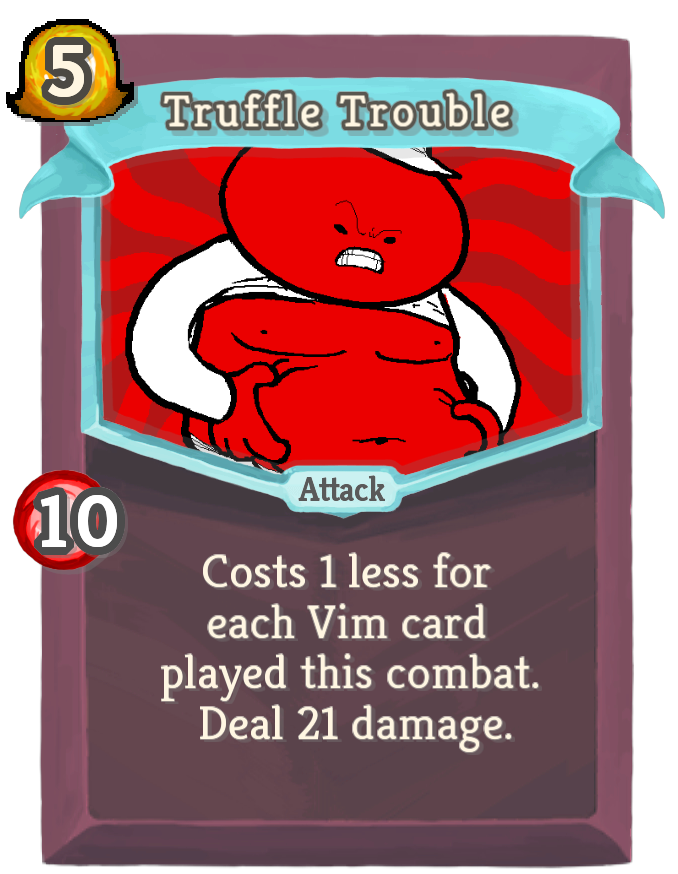 5
Truffle Trouble
Attack
10
Costs 1 less for
each Vim card
played this combat.
Deal 21 damage.